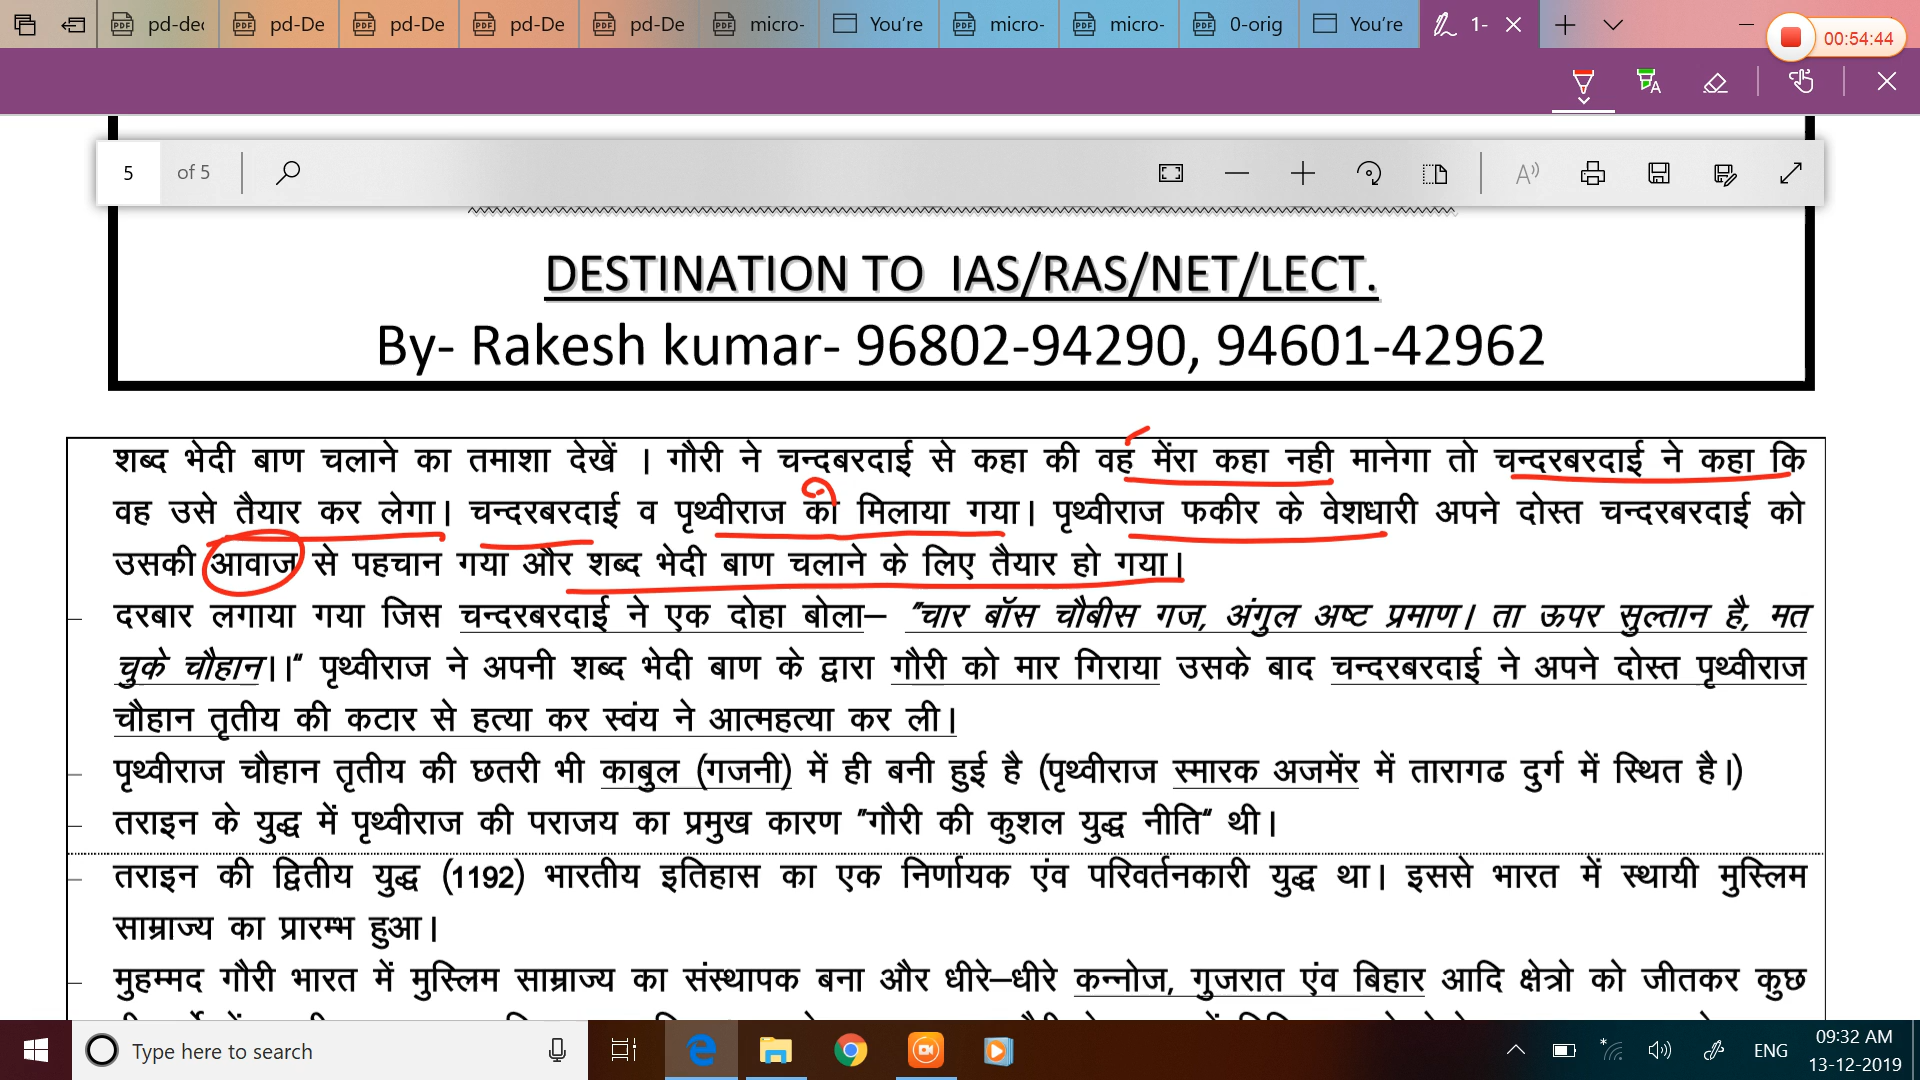 pd-dec
pd-De
pd-De
pd-De
pd-De
micro-
You're
micro-
micro-
0-orig
You're
1-
00:54:44
5 of 5
DESTINATION TO IAS/RAS/NET/LECT.
By- Rakesh kumar- 96802-94290, 94601-42962
शब्द भेदी बाण चलाने का तमाशा देखें । गौरी ने चन्दबरदाई से कहा की वह मेंरा कहा नही मानेगा तो चन्दरबरदाई ने कहा कि
वह उसे तैयार कर लेगा। चन्दरबरदाई व पृथ्वीराज को मिलाया गया। पृथ्वीराज फकीर के वेशधारी अपने दोस्त चन्दरबरदाई को
उसकी आवाज से पहचान गया और शब्द भेदी बाण चलाने के लिए तैयार हो गया।
दरबार लगाया गया जिस चन्दरबरदाई ने एक दोहा बोला– "चार बॉस चौबीस गज, अंगुल अष्ट प्रमाण। ता ऊपर सुल्तान है, मत
चुके चौहान।।" पृथ्वीराज ने अपनी शब्द भेदी बाण के द्वारा गौरी को मार गिराया उसके बाद चन्दरबरदाई ने अपने दोस्त पृथ्वीराज
चौहान तृतीय की कटार से हत्या कर स्वंय ने आत्महत्या कर ली।
पृथ्वीराज चौहान तृतीय की छतरी भी काबुल (गजनी) में ही बनी हुई है (पृथ्वीराज स्मारक अजमेंर में तारागढ दुर्ग में स्थित है।)
तराइन के युद्ध में पृथ्वीराज की पराजय का प्रमुख कारण "गौरी की कुशल युद्ध नीति" थी।
तराइन की द्वितीय युद्ध (1192) भारतीय इतिहास का एक निर्णायक एंव परिवर्तनकारी युद्ध था। इससे भारत में स्थायी मुस्लिम
साम्राज्य का प्रारम्भ हुआ।
मुहम्मद गौरी भारत में मुस्लिम साम्राज्य का संस्थापक बना और धीरे–धीरे कन्नोज, गुजरात एंव बिहार आदि क्षेत्रो को जीतकर कुछ
Type here to search
ENG
09:32 AM
13-12-2019